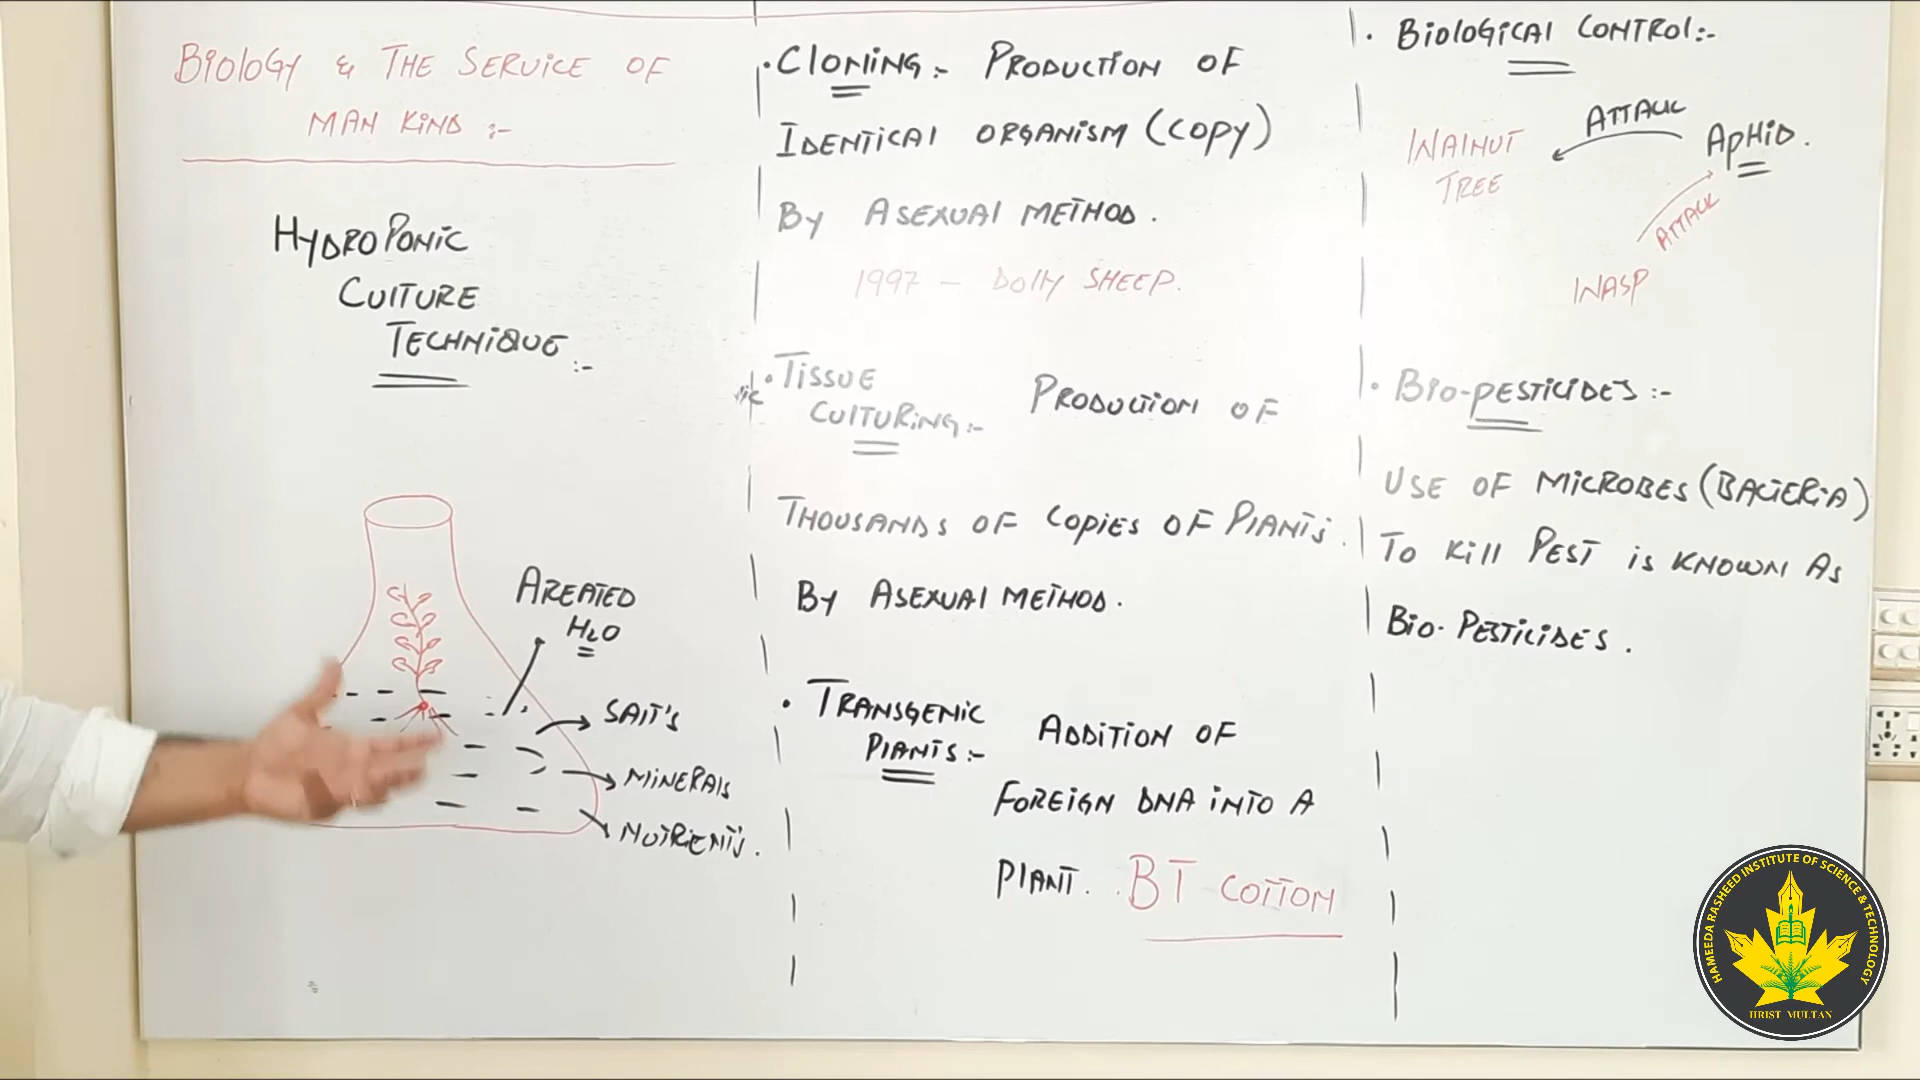 BIOLOGY & THE SERVICE OF
MAN KIND :-
HYDROPONIC
CULTURE
TECHNIQUE :-
AREATED
H2O
SALT'S
MINERALS
NUTRIENT'S.
• CLONING :- PRODUCTION OF
IDENTICAL ORGANISM (COPY)
BY ASEXUAL METHOD.
1997 - DOLLY SHEEP.
• TISSUE
CULTURING :- PRODUCTION OF
THOUSANDS OF COPIES OF PLANTS.
BY ASEXUAL METHOD.
• TRANSGENIC
PLANTS :- ADDITION OF
FOREIGN DNA INTO A
PLANT. BT COTTON
• BIOLOGICAL CONTROL :-
ATTACK
WALNUT
TREE
APHID.
ATTACK
WASP
• BIO-PESTICIDES :-
USE OF MICROBES (BACTERIA)
TO KILL PEST IS KNOWN AS
BIO-PESTICIDES.
HAMEEDA RASHEED INSTITUTE OF SCIENCE & TECHNOLOGY
HRIST MULTAN